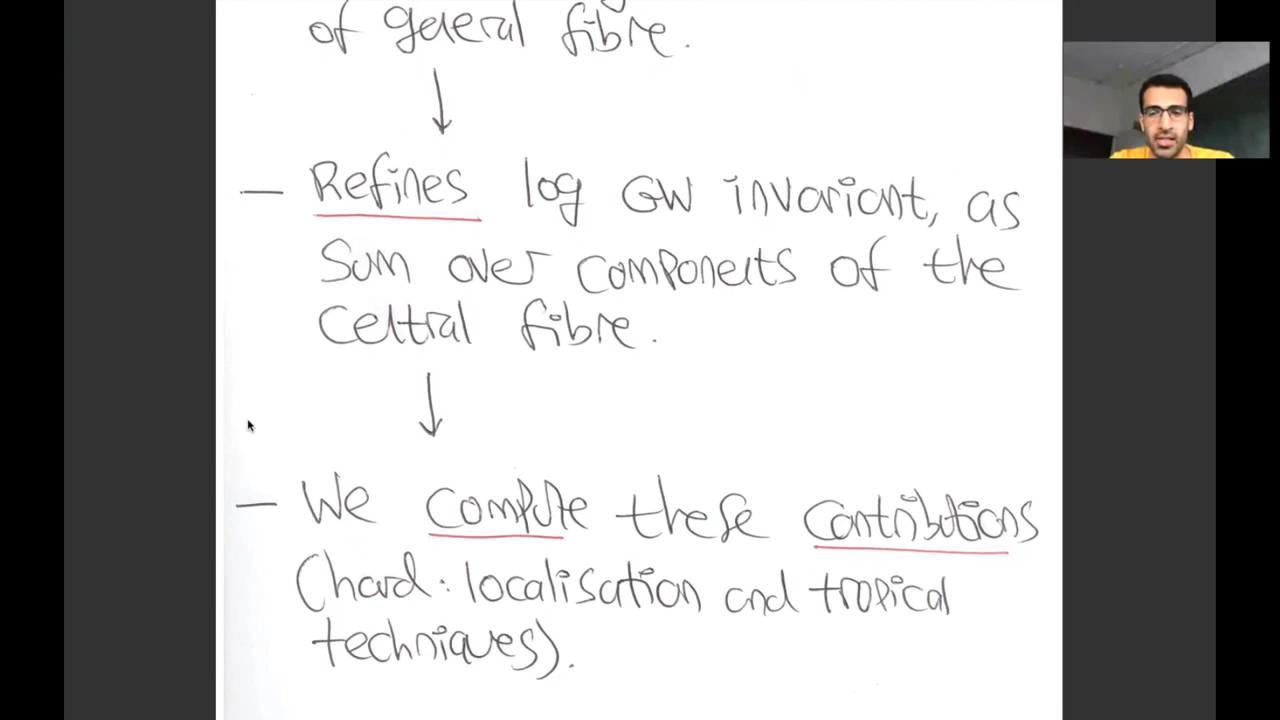 of general fibre.
↓
— Refines log GW invariant, as
sum over components of the
central fibre.
↓
— We compute these contributions
(hard: localisation and tropical
techniques).